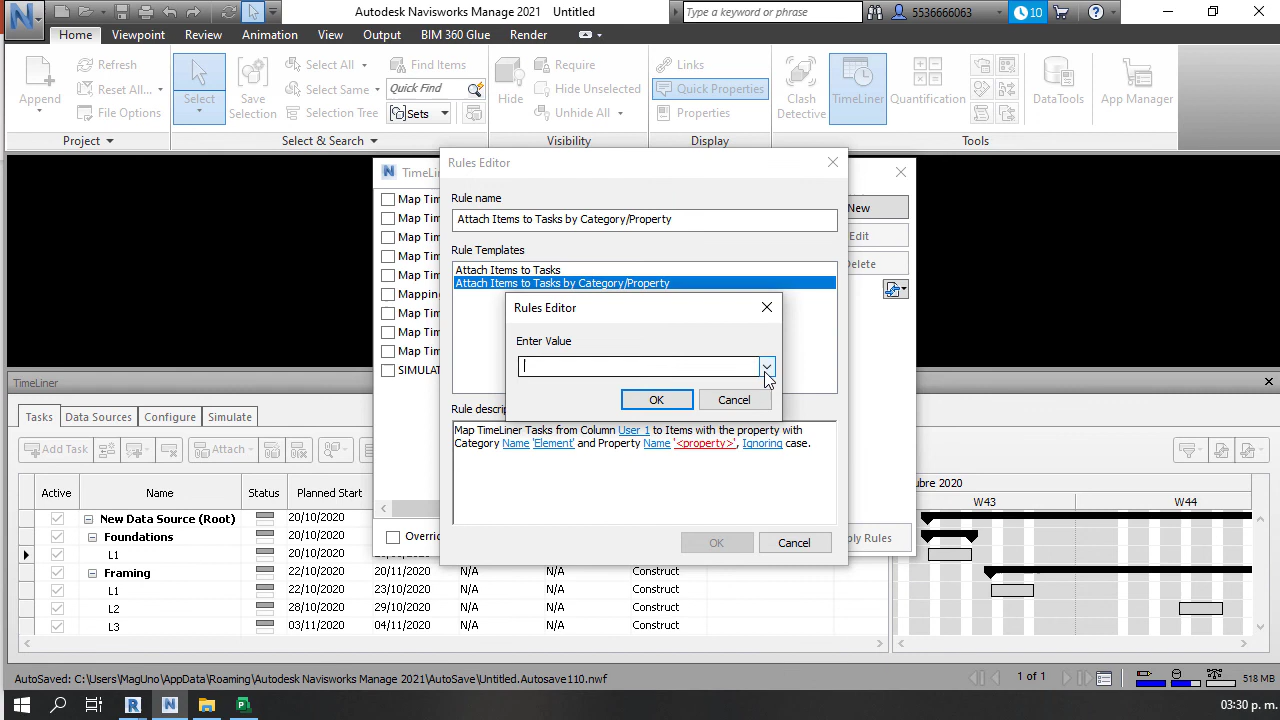 Autodesk Navisworks Manage 2021 Untitled
Type a keyword or phrase
5536666063
10
Home Viewpoint Review Animation View Output BIM 360 Glue Render
Append
Refresh
Reset All...
File Options
Project
Select
Save Selection
Select All
Select Same
Selection Tree
Find Items
Quick Find
Sets
Select & Search
Hide
Require
Hide Unselected
Unhide All
Visibility
Links
Quick Properties
Properties
Display
Clash Detective
TimeLiner
Quantification
DataTools
App Manager
Tools
TimeLin
Map Tim
Map Tim
Map Tim
Map Tim
Map Tim
Mapping
Map Tim
Map Tim
Map Tim
SIMULAT
Overric
New
Edit
Delete
ply Rules
Rules Editor
Rule name
Attach Items to Tasks by Category/Property
Rule Templates
Attach Items to Tasks
Attach Items to Tasks by Category/Property
Rules Editor
Enter Value
OK Cancel
Rule descrip
Map TimeLiner Tasks from Column User 1 to Items with the property with
Category Name 'Element' and Property Name '<property>', Ignoring case.
OK Cancel
TimeLiner
Tasks Data Sources Configure Simulate
Add Task
Attach
Active Name Status Planned Start
New Data Source (Root) 20/10/2020
Foundations 20/10/2020
L1 20/10/2020
Framing 22/10/2020 20/11/2020 N/A N/A Construct
L1 22/10/2020 23/10/2020 N/A N/A Construct
L2 28/10/2020 29/10/2020 N/A N/A Construct
L3 03/11/2020 04/11/2020 N/A N/A Construct
ubre 2020
W43 W44
AutoSaved: C:\Users\MagUno\AppData\Roaming\Autodesk Navisworks Manage 2021\AutoSave\Untitled.Autosave110.nwf
1 of 1
518 MB
03:30 p. m.